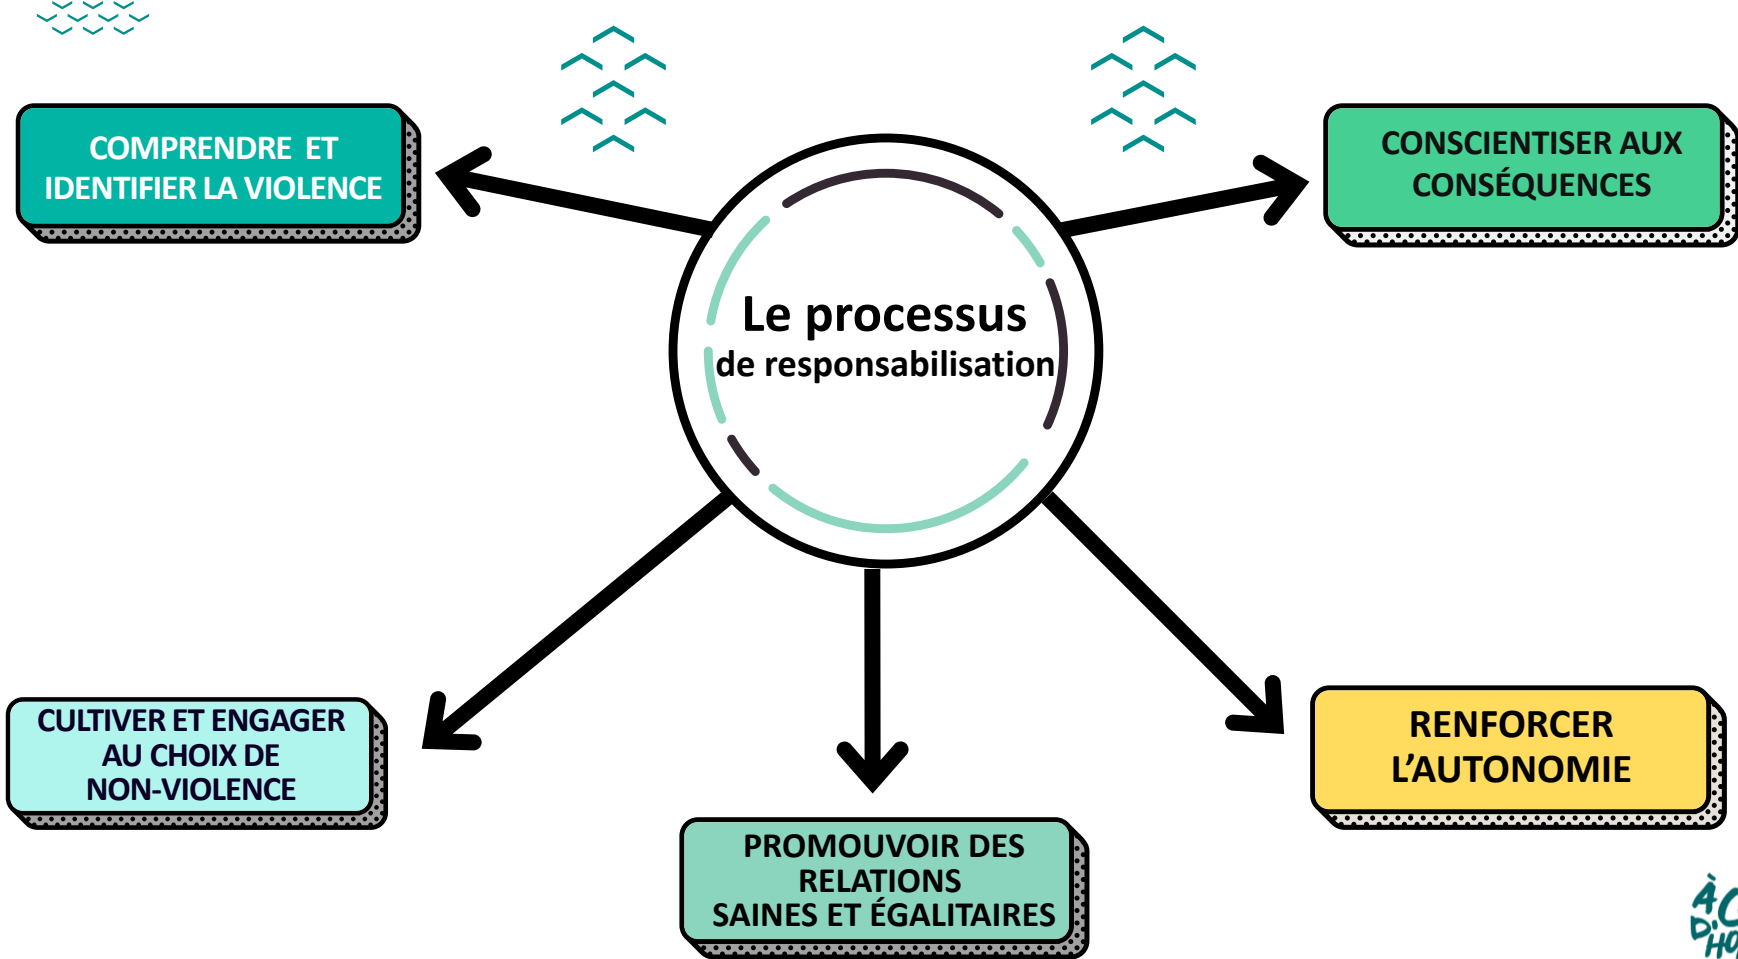 COMPRENDRE ET
IDENTIFIER LA VIOLENCE
CONSCIENTISER AUX
CONSÉQUENCES
Le processus
de responsabilisation
CULTIVER ET ENGAGER
AU CHOIX DE
NON-VIOLENCE
PROMOUVOIR DES
RELATIONS
SAINES ET ÉGALITAIRES
RENFORCER
L'AUTONOMIE
À